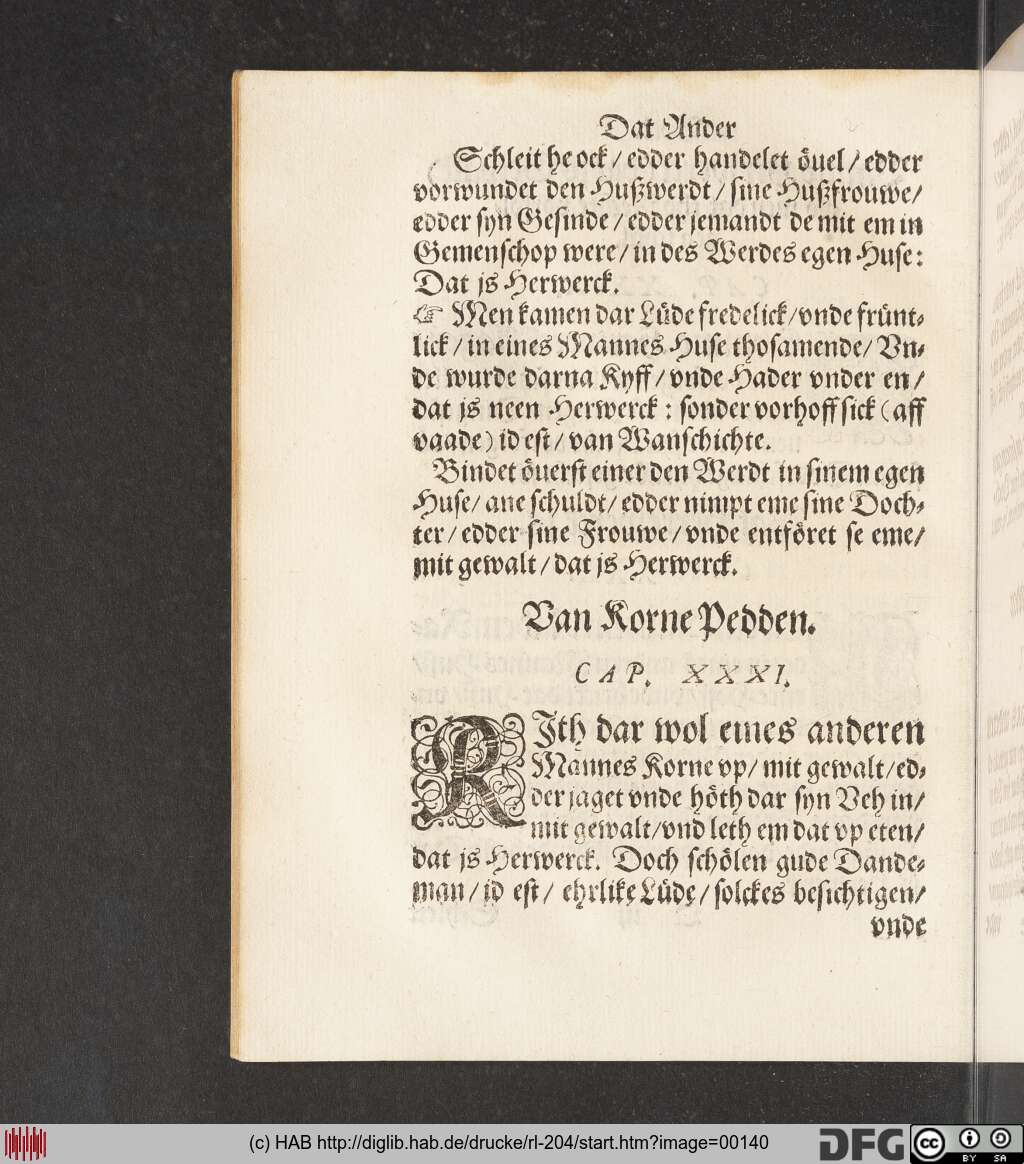 Dat Ander
Schleit he ock / edder handelet öuel / edder
vorwundet den Hußwerdt / sine Hußfrouwe /
edder syn Gesinde / edder jemandt de mit em in
Gemenschop were / in des Werdes egen Huse :
Dat js Herwerck.
☞ Men kamen dar Lüde fredelick / vnde frünt-
lick / in eines Mannes Huse thosamende / Vn-
de wurde darna Kyff / vnde Hader vnder en /
dat js neen Herwerck : sonder vorhoff sick ( aff
vaade ) id est / van Wanschichte.
Bindet öuerst einer den Werdt in sinem egen
Huse / ane schuldt / edder nimpt eme sine Doch-
ter / edder sine Frouwe / vnde entföret se eme /
mit gewalt / dat js Herwerck.
Van Korne Pedden.
CAP. XXXI.
RIth dar wol eines anderen
Mannes Korne vp / mit gewalt / ed-
der jaget vnde höth dar syn Veh in /
mit gewalt / vnd leth em dat vp eten /
dat js Herwerck. Doch schölen gude Dande-
man / id est / ehrlike Lüde / solckes besichtigen /
vnde
(c) HAB http://diglib.hab.de/drucke/rl-204/start.htm?image=00140
DFG
cc BY SA